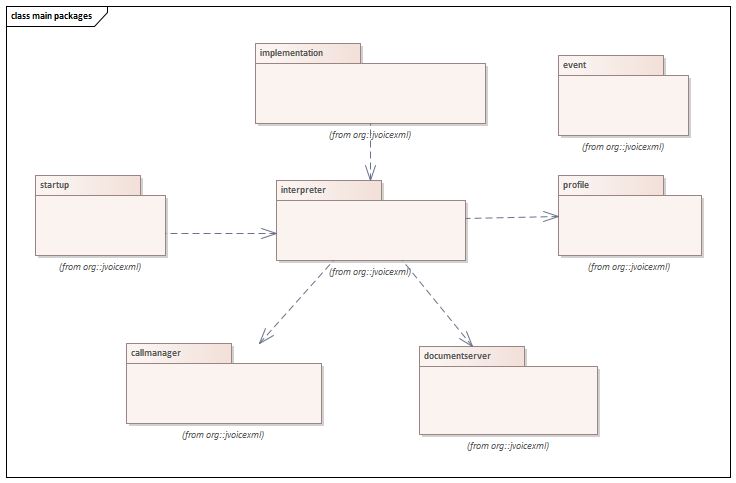 class main packages
implementation
(from org::jvoicexml)
event
(from org::jvoicexml)
startup
(from org::jvoicexml)
interpreter
(from org::jvoicexml)
profile
(from org::jvoicexml)
callmanager
(from org::jvoicexml)
documentserver
(from org::jvoicexml)